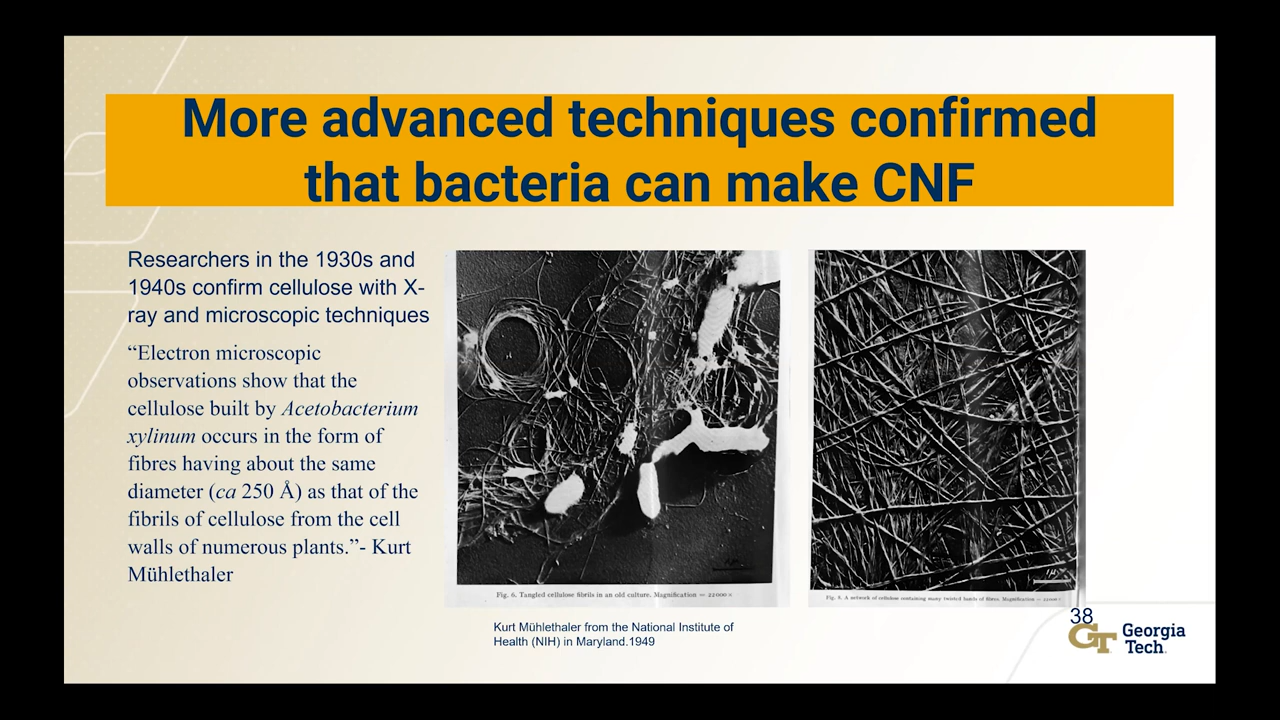 More advanced techniques confirmed
that bacteria can make CNF
Researchers in the 1930s and
1940s confirm cellulose with X-
ray and microscopic techniques
“Electron microscopic
observations show that the
cellulose built by Acetobacterium
xylinum occurs in the form of
fibres having about the same
diameter (ca 250 Å) as that of the
fibrils of cellulose from the cell
walls of numerous plants.”- Kurt
Mühlethaler
Fig. 6. Tangled cellulose fibrils in an old culture. Magnification = 22000 ×
Fig. 8. A network of cellulose containing many twisted bands of fibres. Magnification = 22000 ×
Kurt Mühlethaler from the National Institute of
Health (NIH) in Maryland.1949
38
GT Georgia
Tech